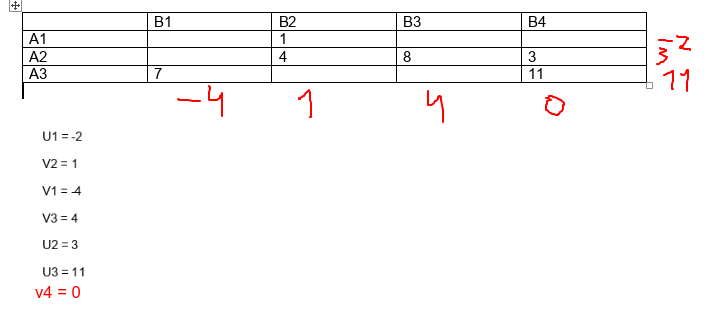 B1 B2 B3 B4
A1 1 -2
A2 4 8 3 3
A3 7 11 11
-4 1 4 0
U1 = -2
V2 = 1
V1 = -4
V3 = 4
U2 = 3
U3 = 11
v4 = 0